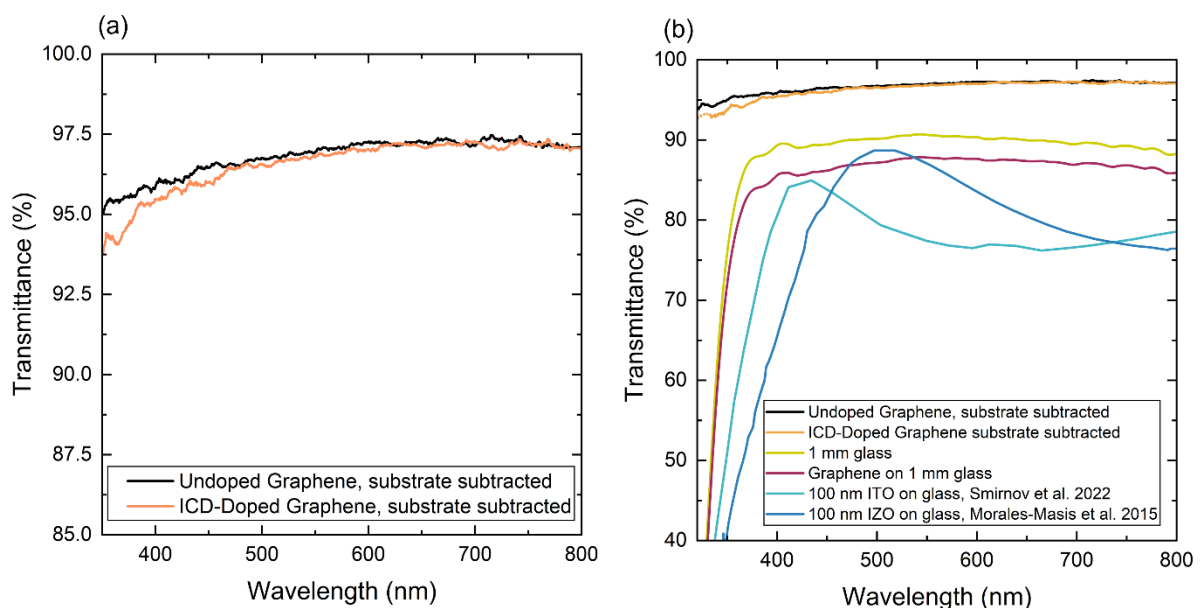 (a)
100.0
97.5
95.0
92.5
90.0
87.5
85.0
Transmittance (%)
Undoped Graphene, substrate subtracted
ICD-Doped Graphene, substrate subtracted
400
500
600
700
800
Wavelength (nm)
(b)
100
90
80
70
60
50
40
Transmittance (%)
Undoped Graphene, substrate subtracted
ICD-Doped Graphene substrate subtracted
1 mm glass
Graphene on 1 mm glass
100 nm ITO on glass, Smirnov et al. 2022
100 nm IZO on glass, Morales-Masis et al. 2015
400
500
600
700
800
Wavelength (nm)